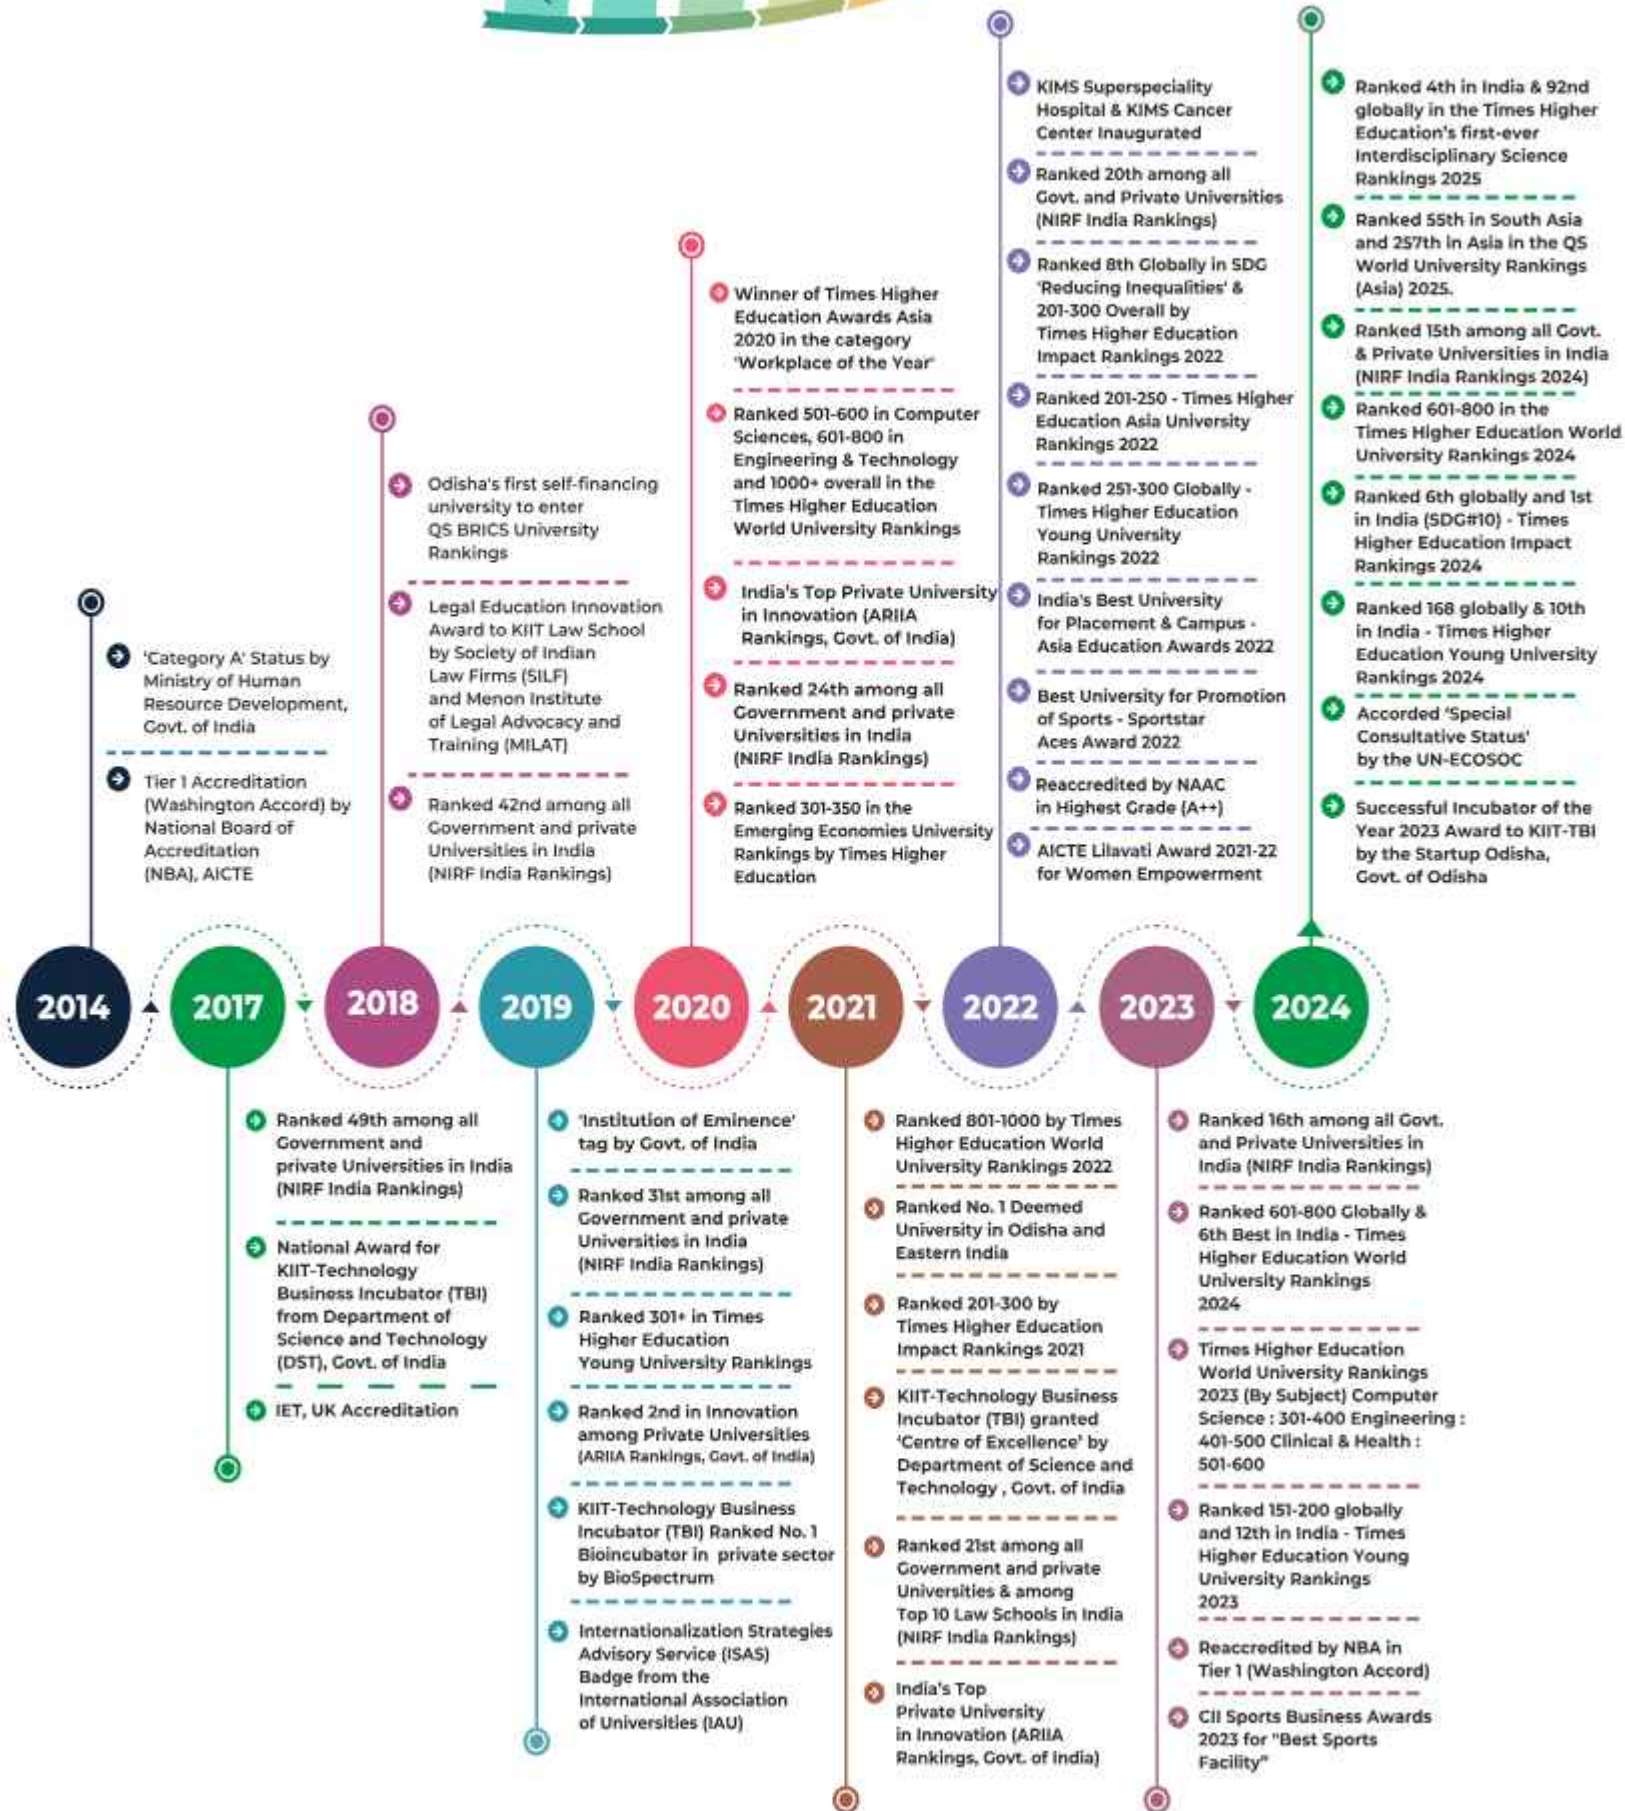 'Category A' Status by
Ministry of Human
Resource Development,
Govt. of India
Tier 1 Accreditation
(Washington Accord) by
National Board of
Accreditation
(NBA), AICTE
Odisha's first self-financing
university to enter
QS BRICS University
Rankings
Legal Education Innovation
Award to KIIT Law School
by Society of Indian
Law Firms (SILF)
and Menon Institute
of Legal Advocacy and
Training (MILAT)
Ranked 42nd among all
Government and private
Universities in India
(NIRF India Rankings)
Winner of Times Higher
Education Awards Asia
2020 in the category
'Workplace of the Year'
Ranked 501-600 in Computer
Sciences, 601-800 in
Engineering & Technology
and 1000+ overall in the
Times Higher Education
World University Rankings
India's Top Private University
in Innovation (ARIIA
Rankings, Govt. of India)
Ranked 24th among all
Government and private
Universities in India
(NIRF India Rankings)
Ranked 301-350 in the
Emerging Economies University
Rankings by Times Higher
Education
KIMS Superspeciality
Hospital & KIMS Cancer
Center Inaugurated
Ranked 20th among all
Govt. and Private Universities
(NIRF India Rankings)
Ranked 8th Globally in SDG
'Reducing Inequalities' &
201-300 Overall by
Times Higher Education
Impact Rankings 2022
Ranked 201-250 - Times Higher
Education Asia University
Rankings 2022
Ranked 251-300 Globally -
Times Higher Education
Young University
Rankings 2022
India's Best University
for Placement & Campus -
Asia Education Awards 2022
Best University for Promotion
of Sports - Sportstar
Aces Award 2022
Reaccredited by NAAC
in Highest Grade (A++)
AICTE Lilavati Award 2021-22
for Women Empowerment
Ranked 4th in India & 92nd
globally in the Times Higher
Education's first-ever
Interdisciplinary Science
Rankings 2025
Ranked 55th in South Asia
and 257th in Asia in the QS
World University Rankings
(Asia) 2025.
Ranked 15th among all Govt.
& Private Universities in India
(NIRF India Rankings 2024)
Ranked 601-800 in the
Times Higher Education World
University Rankings 2024
Ranked 6th globally and 1st
in India (SDG#10) - Times
Higher Education Impact
Rankings 2024
Ranked 168 globally & 10th
in India - Times Higher
Education Young University
Rankings 2024
Accorded 'Special
Consultative Status'
by the UN-ECOSOC
Successful Incubator of the
Year 2023 Award to KIIT-TBI
by the Startup Odisha,
Govt. of Odisha
2014
2017
2018
2019
2020
2021
2022
2023
2024
Ranked 49th among all
Government and
private Universities in India
(NIRF India Rankings)
National Award for
KIIT-Technology
Business Incubator (TBI)
from Department of
Science and Technology
(DST), Govt. of India
IET, UK Accreditation
'Institution of Eminence'
tag by Govt. of India
Ranked 31st among all
Government and private
Universities in India
(NIRF India Rankings)
Ranked 301+ in Times
Higher Education
Young University Rankings
Ranked 2nd in Innovation
among Private Universities
(ARIIA Rankings, Govt. of India)
KIIT-Technology Business
Incubator (TBI) Ranked No. 1
Bioincubator in private sector
by BioSpectrum
Internationalization Strategies
Advisory Service (ISAS)
Badge from the
International Association
of Universities (IAU)
Ranked 801-1000 by Times
Higher Education World
University Rankings 2022
Ranked No. 1 Deemed
University in Odisha and
Eastern India
Ranked 201-300 by
Times Higher Education
Impact Rankings 2021
KIIT-Technology Business
Incubator (TBI) granted
'Centre of Excellence' by
Department of Science and
Technology , Govt. of India
Ranked 21st among all
Government and private
Universities & among
Top 10 Law Schools in India
(NIRF India Rankings)
India's Top
Private University
in Innovation (ARIIA
Rankings, Govt. of India)
Ranked 16th among all Govt.
and Private Universities in
India (NIRF India Rankings)
Ranked 601-800 Globally &
6th Best in India - Times
Higher Education World
University Rankings
2024
Times Higher Education
World University Rankings
2023 (By Subject) Computer
Science : 301-400 Engineering :
401-500 Clinical & Health :
501-600
Ranked 151-200 globally
and 12th in India - Times
Higher Education Young
University Rankings
2023
Reaccredited by NBA in
Tier 1 (Washington Accord)
CII Sports Business Awards
2023 for "Best Sports
Facility"